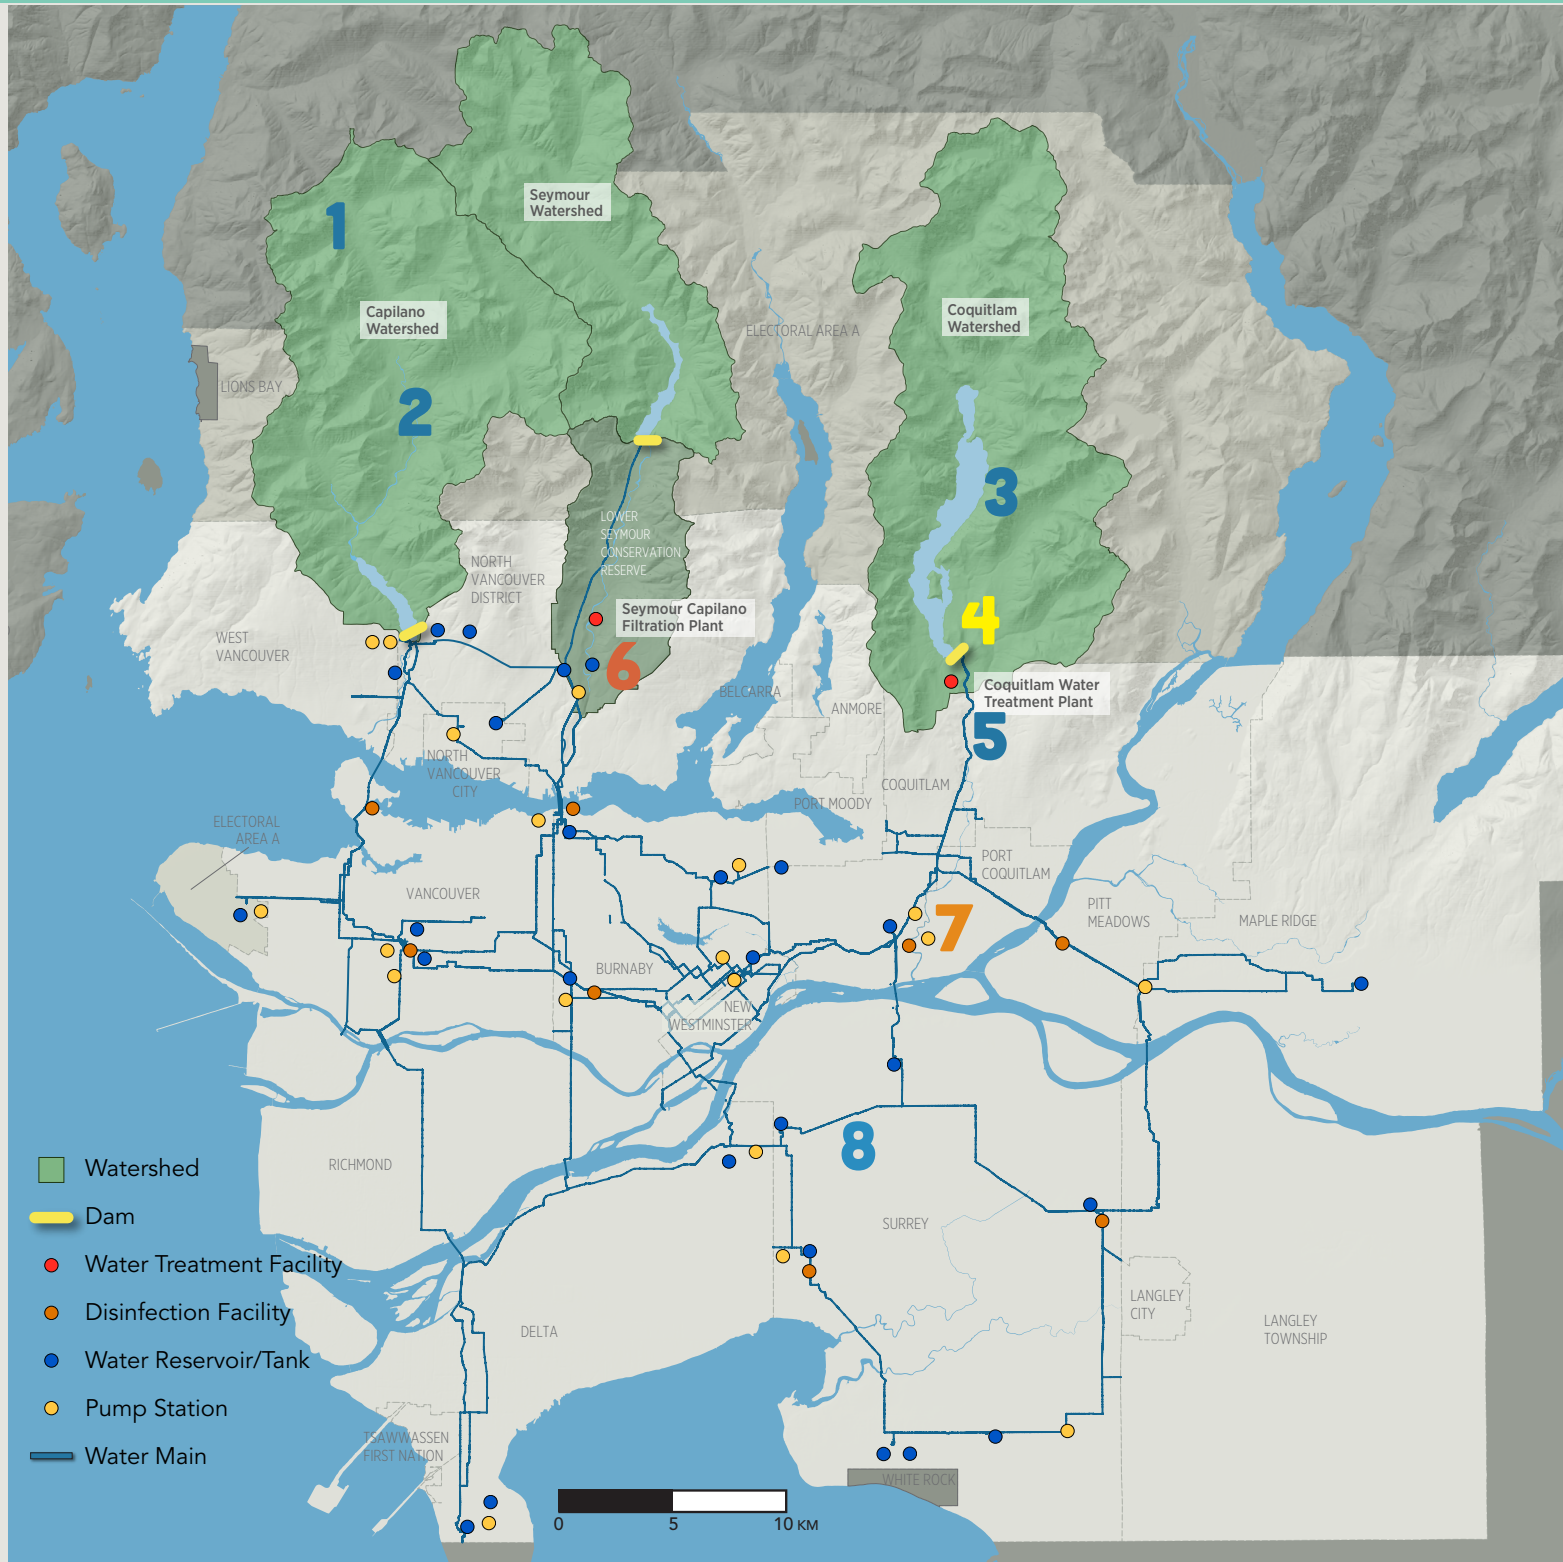 Seymour
Watershed
1
Capilano
Watershed
Coquitlam
Watershed
ELECTORAL AREA A
LIONS BAY
2
3
LOWER
SEYMOUR
CONSERVATION
RESERVE
NORTH
VANCOUVER
DISTRICT
Seymour Capilano
Filtration Plant
4
WEST
VANCOUVER
6
Coquitlam Water
Treatment Plant
BELCARRA
ANMORE
5
NORTH
VANCOUVER
CITY
COQUITLAM
PORT MOODY
ELECTORAL
AREA A
PORT
COQUITLAM
VANCOUVER
PITT
MEADOWS
MAPLE RIDGE
7
BURNABY
NEW
WESTMINSTER
8
RICHMOND
SURREY
LANGLEY
CITY
LANGLEY
TOWNSHIP
DELTA
TSAWWASSEN
FIRST NATION
WHITE ROCK
Watershed
Dam
Water Treatment Facility
Disinfection Facility
Water Reservoir/Tank
Pump Station
Water Main
0 5 10 KM